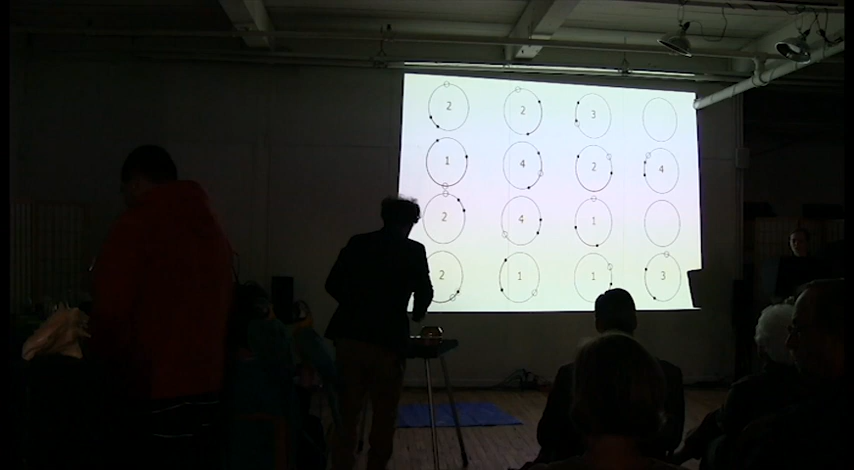 2 2 3
1 4 2 4
2 4 1
2 1 1 3